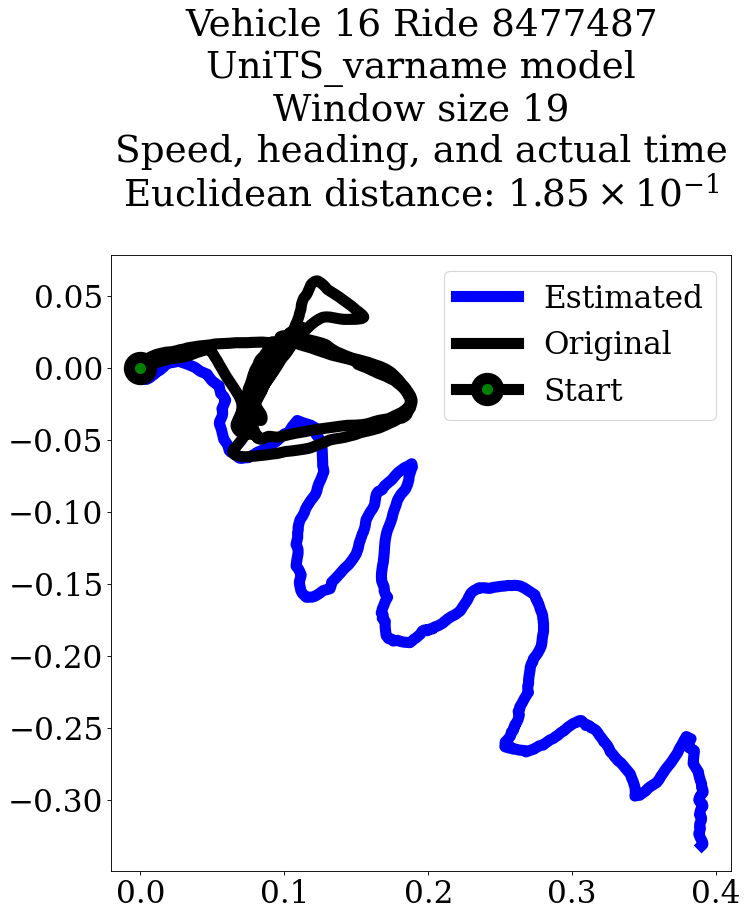 Vehicle 16 Ride 8477487
UniTS_varname model
Window size 19
Speed, heading, and actual time
Euclidean distance: 1.85 × 10⁻¹
Estimated
Original
Start
0.05
0.00
−0.05
−0.10
−0.15
−0.20
−0.25
−0.30
0.0 0.1 0.2 0.3 0.4